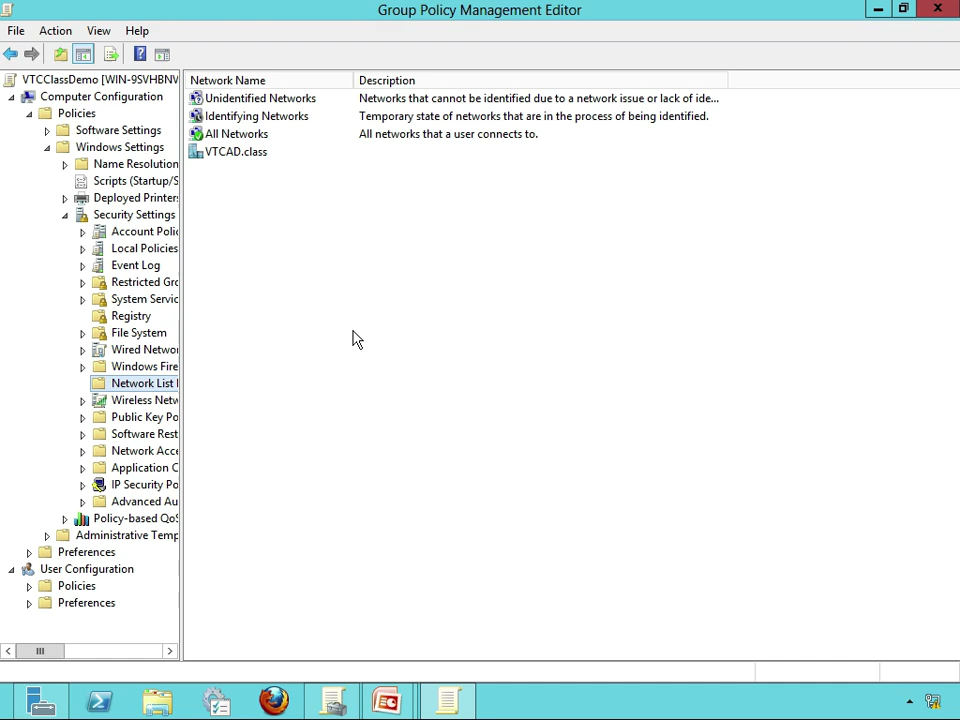 Group Policy Management Editor
File Action View Help
VTCClassDemo [WIN-9SVHBNV
Computer Configuration
Policies
Software Settings
Windows Settings
Name Resolution
Scripts (Startup/S
Deployed Printers
Security Settings
Account Polic
Local Policies
Event Log
Restricted Gro
System Servic
Registry
File System
Wired Networ
Windows Fire
Network List
Wireless Netw
Public Key Po
Software Rest
Network Acce
Application C
IP Security Po
Advanced Au
Policy-based QoS
Administrative Temp
Preferences
User Configuration
Policies
Preferences
Network Name Description
Unidentified Networks Networks that cannot be identified due to a network issue or lack of ide...
Identifying Networks Temporary state of networks that are in the process of being identified.
All Networks All networks that a user connects to.
VTCAD.class